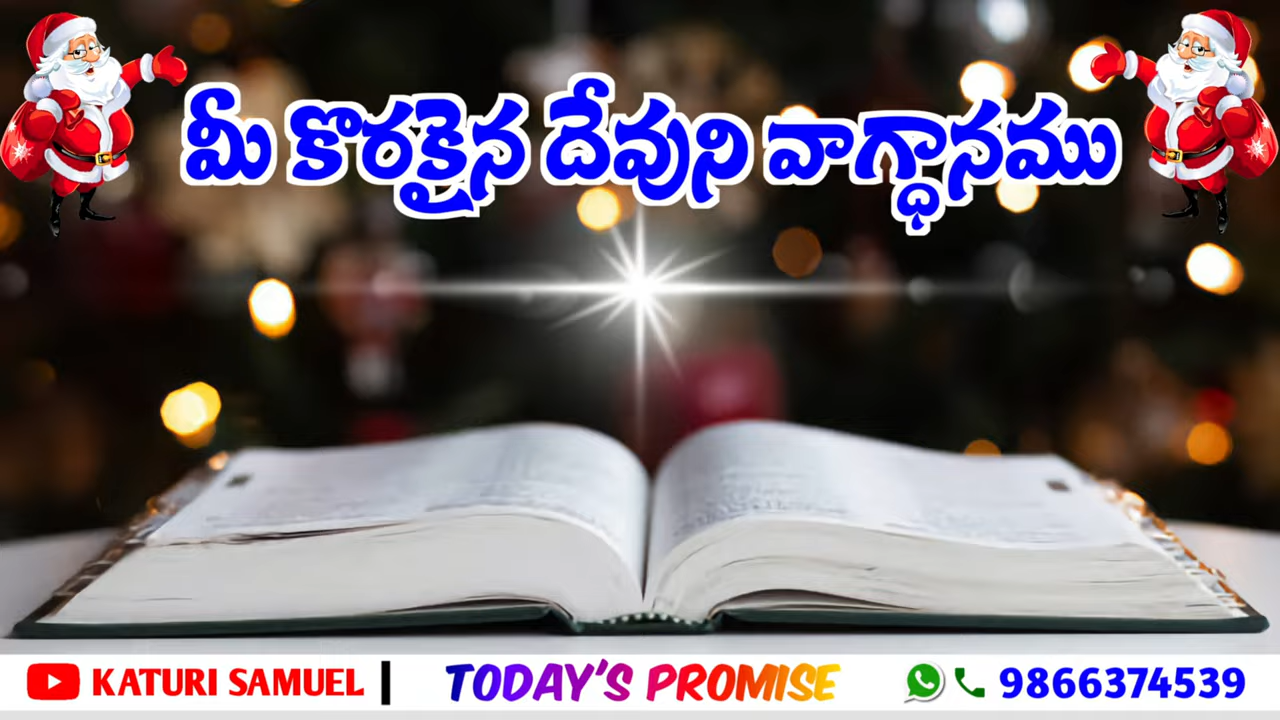 మీ కొరకైన దేవుని వాగ్ధానము
KATURI SAMUEL | TODAY'S PROMISE 9866374539